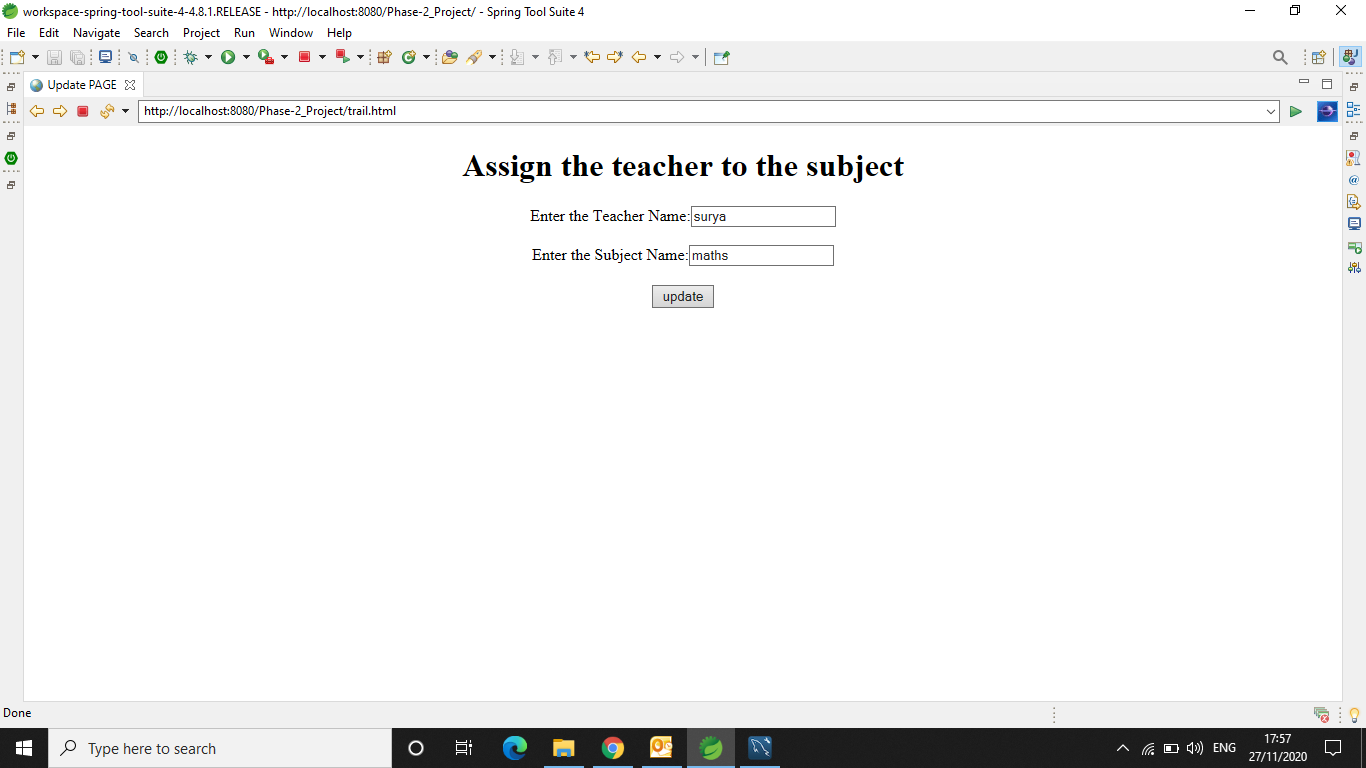 workspace-spring-tool-suite-4-4.8.1.RELEASE - http://localhost:8080/Phase-2_Project/ - Spring Tool Suite 4
File Edit Navigate Search Project Run Window Help
Update PAGE
http://localhost:8080/Phase-2_Project/trail.html
Assign the teacher to the subject
Enter the Teacher Name: surya
Enter the Subject Name: maths
update
Done
Type here to search
ENG
17:57
27/11/2020